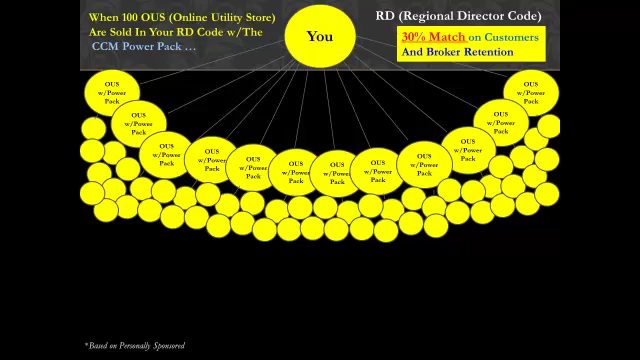 When 100 OUS (Online Utility Store)
Are Sold In Your RD Code w/The
CCM Power Pack …
You
RD (Regional Director Code)
30% Match on Customers
And Broker Retention
OUS
w/Power
Pack
OUS
w/Power
Pack
OUS
w/Power
Pack
OUS
w/Power
Pack
OUS
w/Power
Pack
OUS
w/Power
Pack
OUS
w/Power
Pack
OUS
w/Power
Pack
OUS
w/Power
Pack
OUS
w/Power
Pack
OUS
w/Power
Pack
OUS
w/Power
Pack
*Based on Personally Sponsored